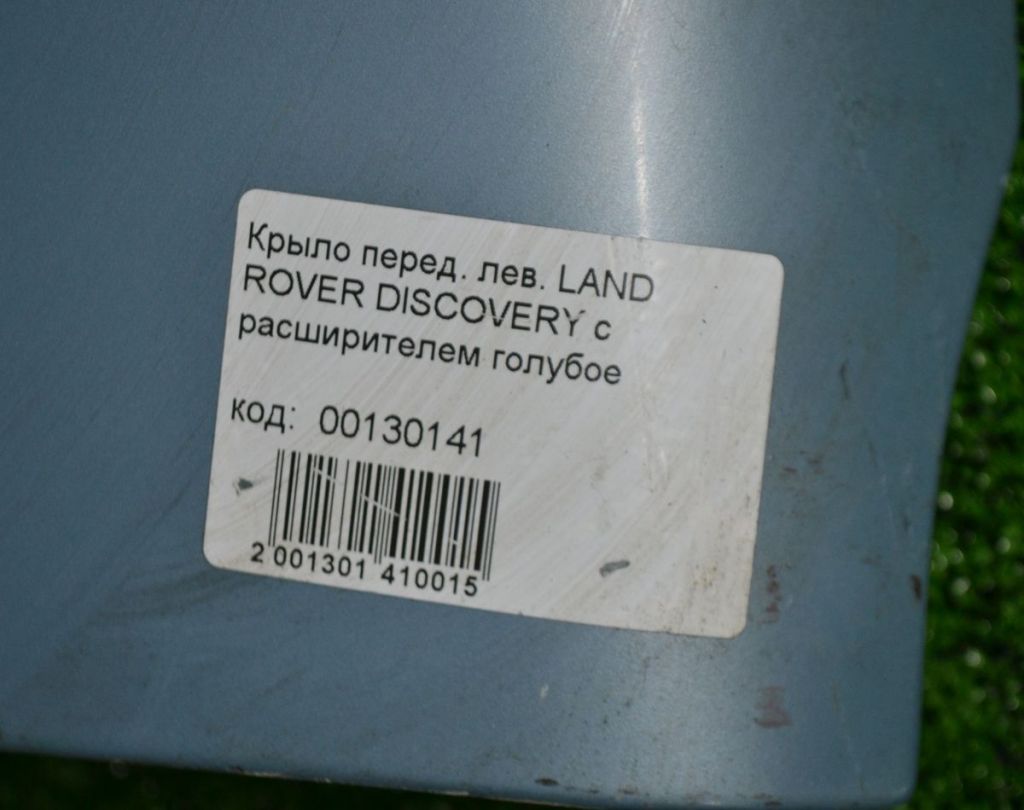 Крыло перед. лев. LAND
ROVER DISCOVERY с
расширителем голубое
код: 00130141
2 001301 410015